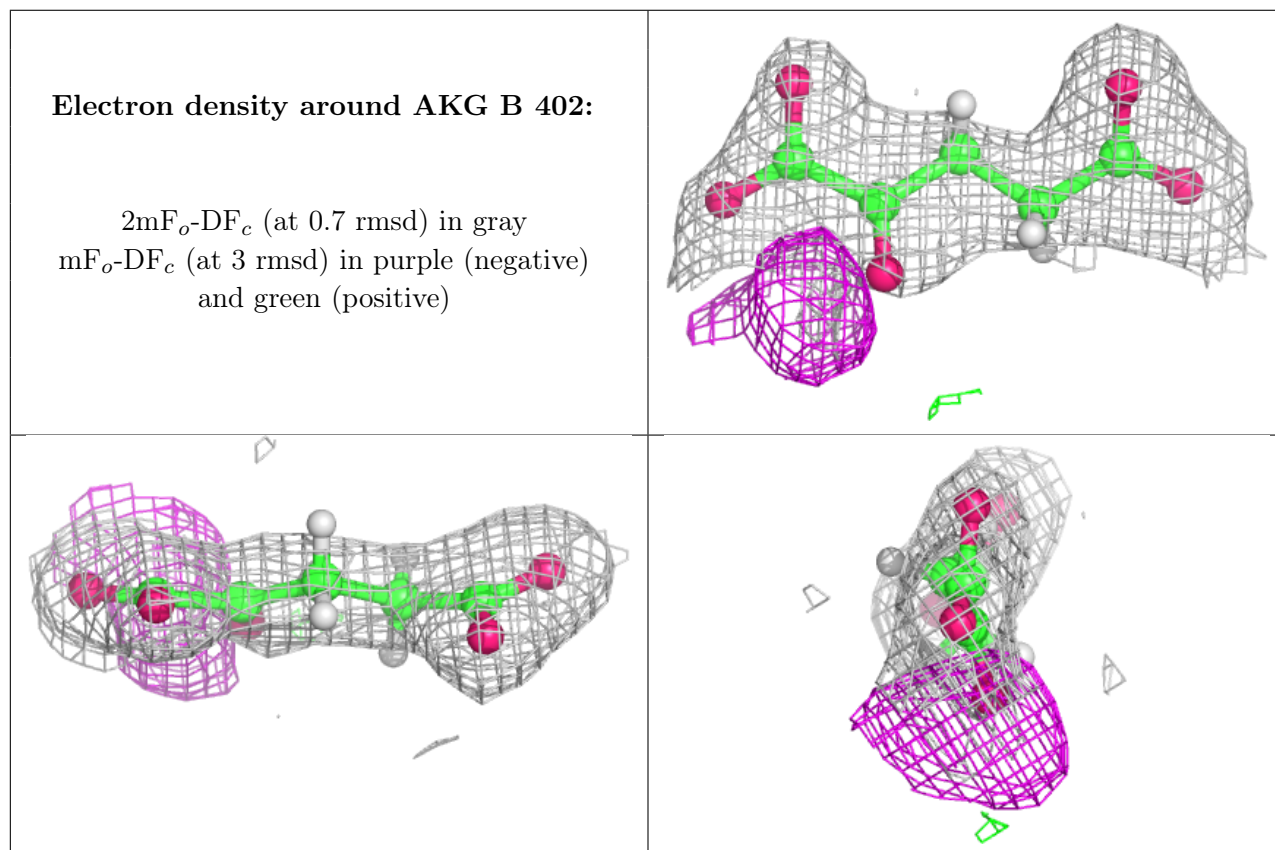 Electron density around AKG B 402:
2mFo-DFc (at 0.7 rmsd) in gray
mFo-DFc (at 3 rmsd) in purple (negative)
and green (positive)